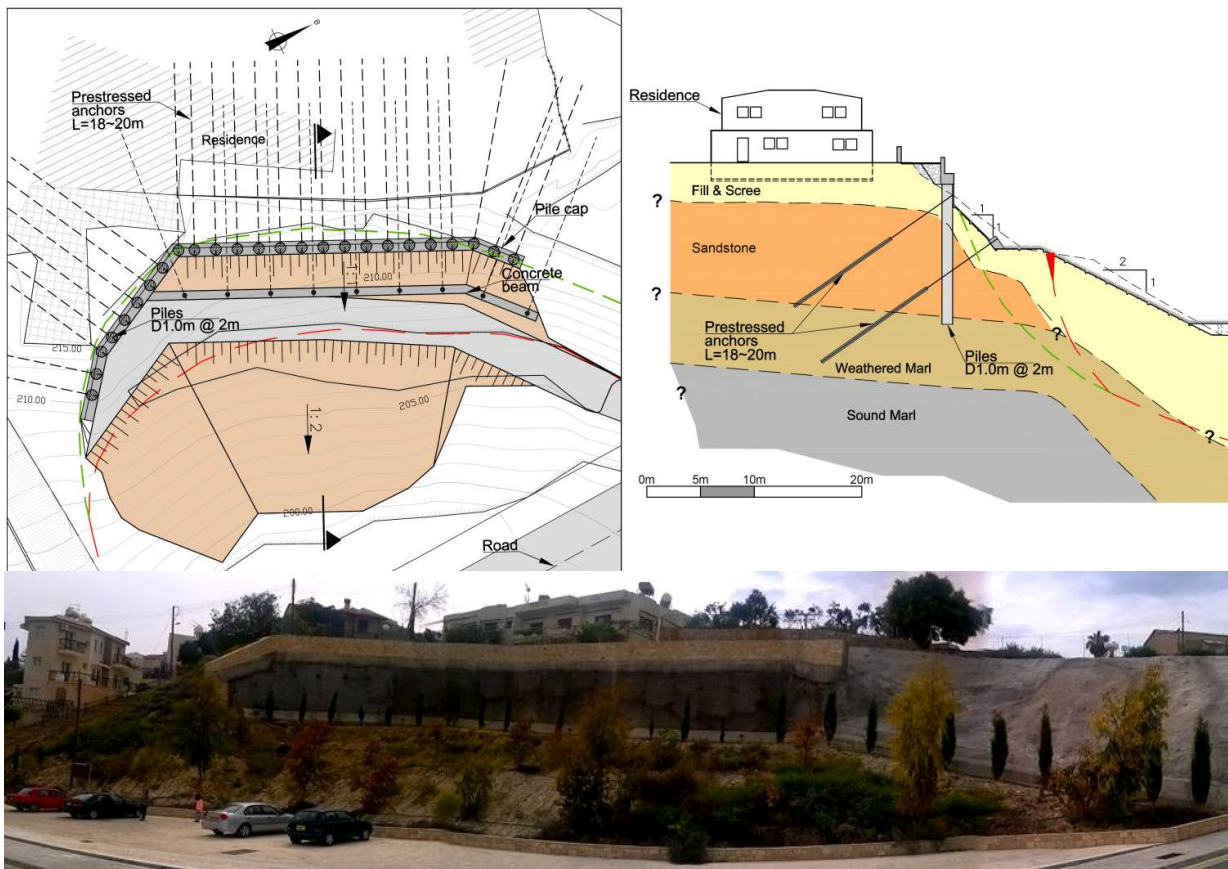 B
Prestressed
anchors
L=18~20m
Residence
Pile cap
1:1
210.00
Concrete
beam
Piles
D1.0m @ 2m
215.00
210.00
205.00
1:2
200.00
Road
Residence
Fill & Scree
?
1
1
Sandstone
2
1
?
Prestressed
anchors
L=18~20m
?
Piles
D1.0m @ 2m
Weathered Marl
?
Sound Marl
?
0m
5m
10m
20m